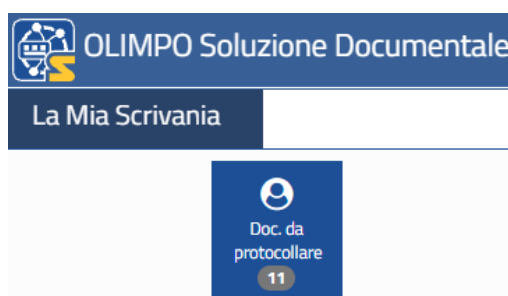 OLIMPO Soluzione Documentale
La Mia Scrivania
Doc. da
protocollare
11